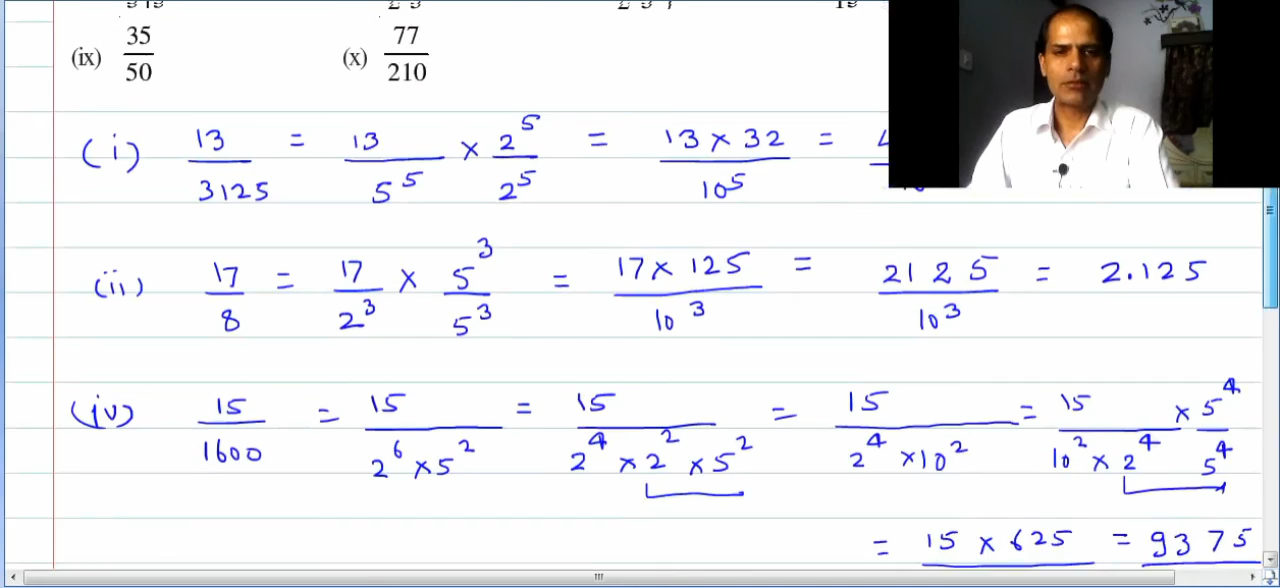 (ix) 35/50 (x) 77/210
(i) 13/3125 = 13/5^5 × 2^5/2^5 = 13 × 32/10^5 =
(ii) 17/8 = 17/2^3 × 5^3/5^3 = 17 × 125/10^3 = 2125/10^3 = 2.125
(iv) 15/1600 = 15/2^6 × 5^2 = 15/2^4 × 2^2 × 5^2 = 15/2^4 × 10^2 = 15/10^2 × 2^4 × 5^4/5^4
= 15 × 625 = 9375